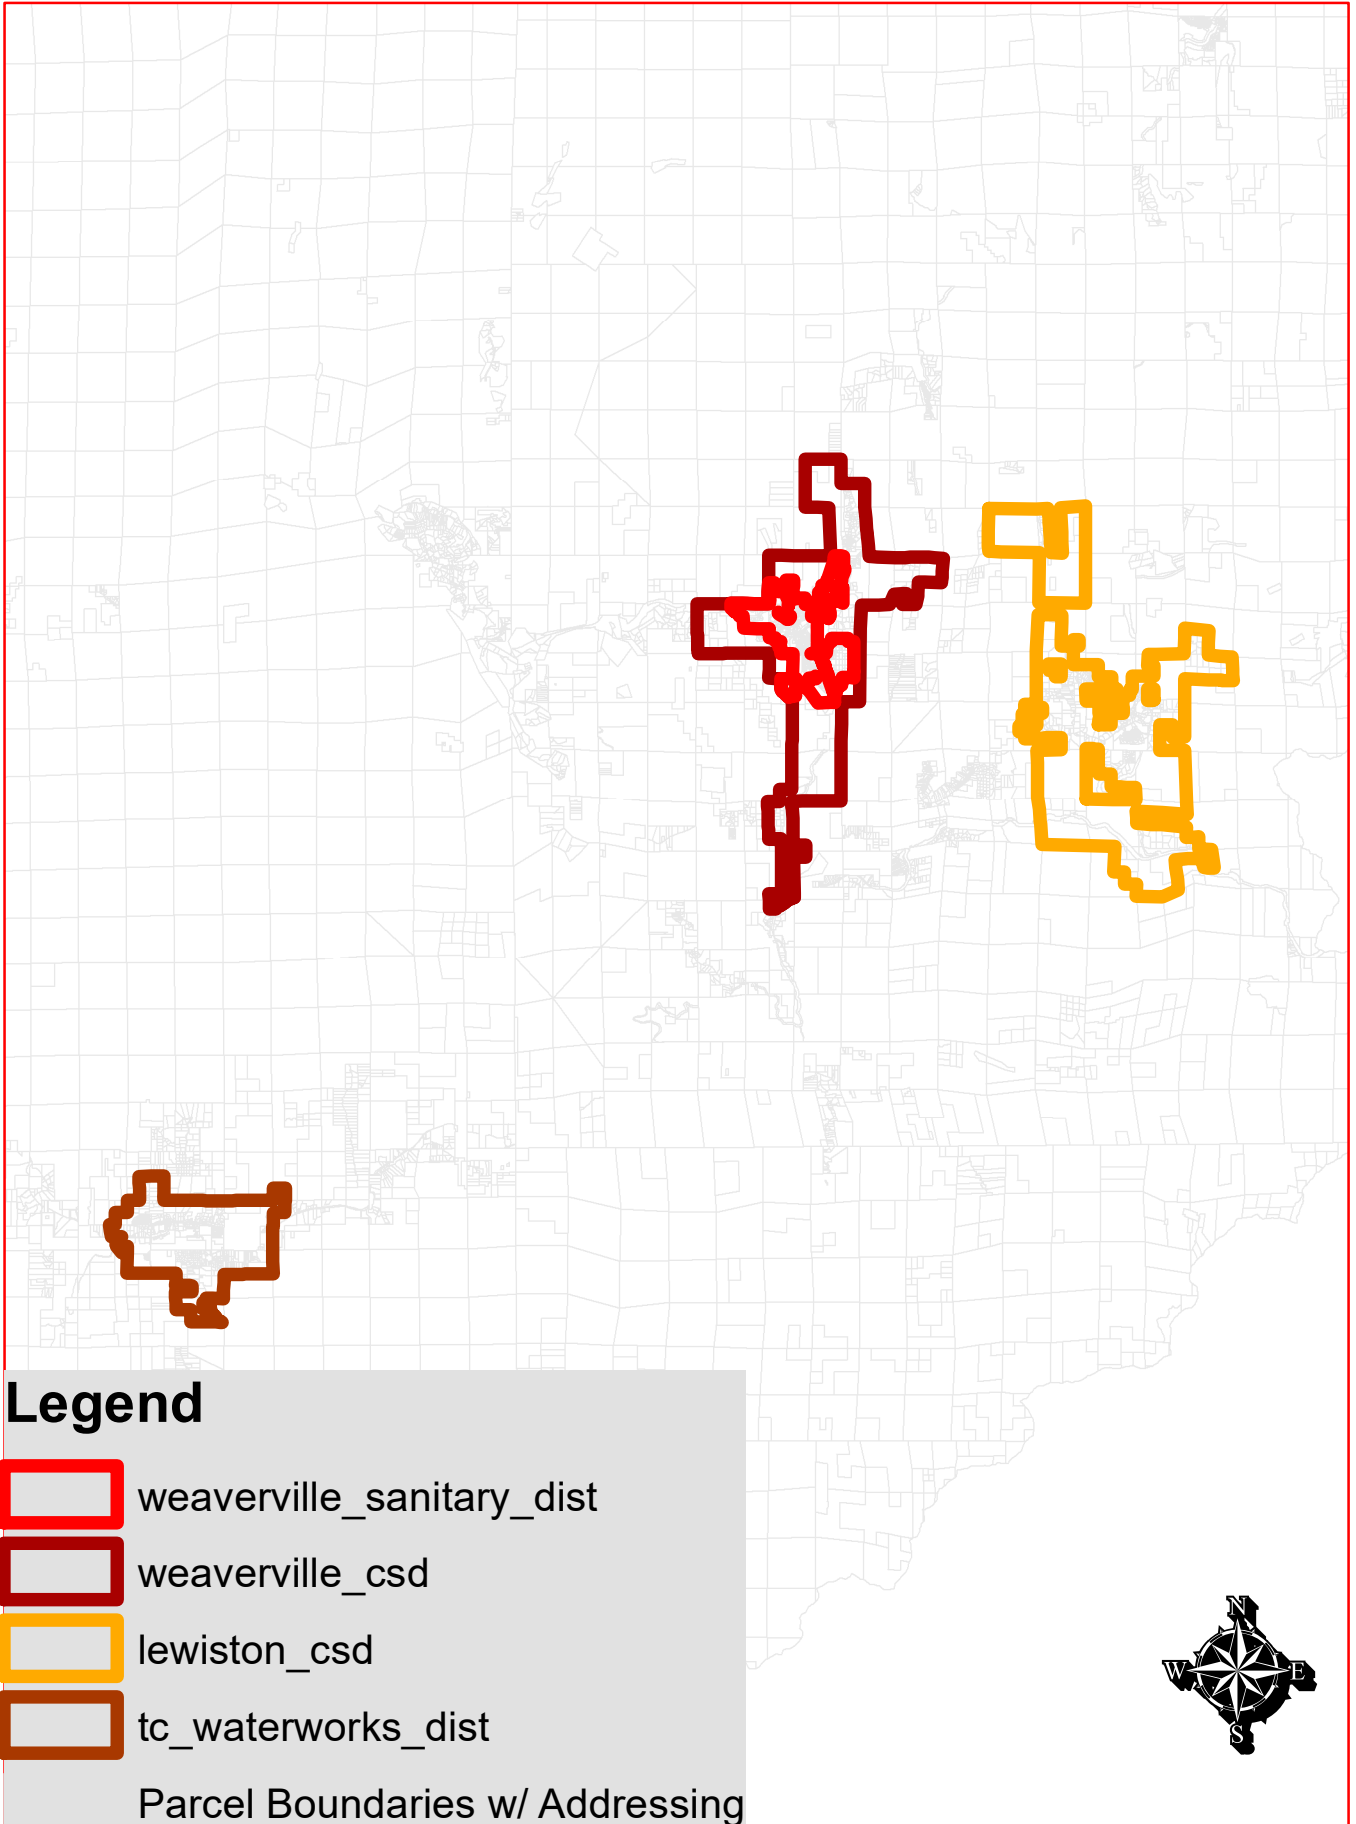 Legend
weaverville_sanitary_dist
weaverville_csd
lewiston_csd
tc_waterworks_dist
Parcel Boundaries w/ Addressing
N
W E
S